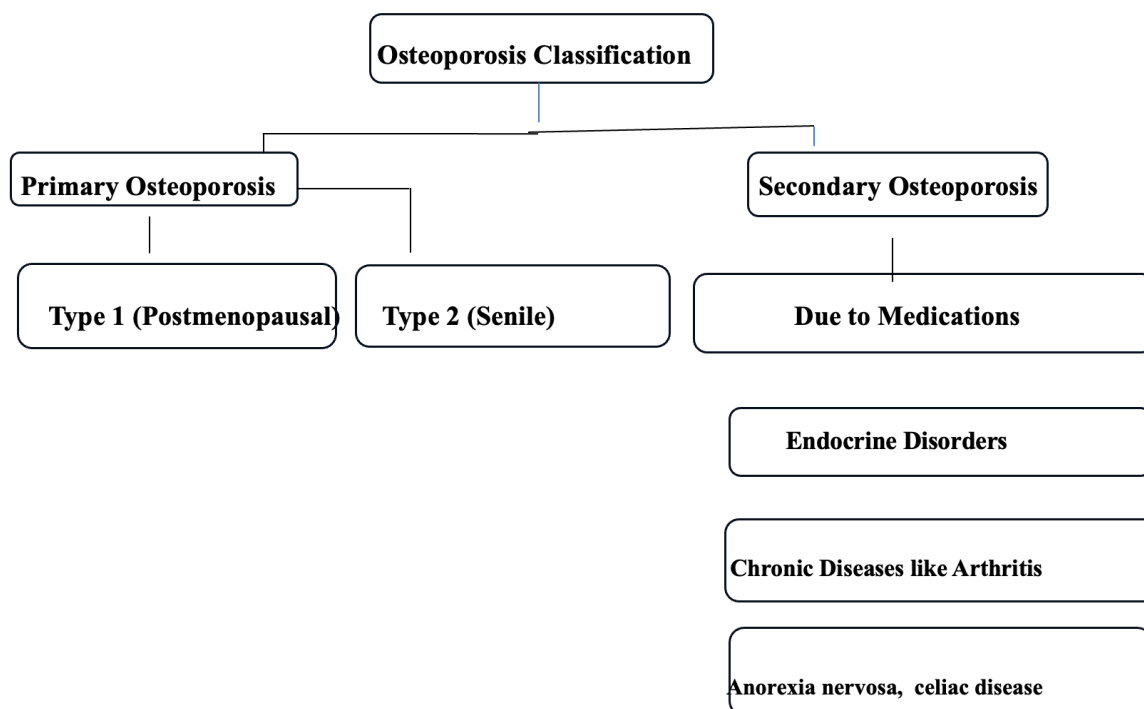 Osteoporosis Classification
Primary Osteoporosis
Secondary Osteoporosis
Type 1 (Postmenopausal)
Type 2 (Senile)
Due to Medications
Endocrine Disorders
Chronic Diseases like Arthritis
Anorexia nervosa,  celiac disease